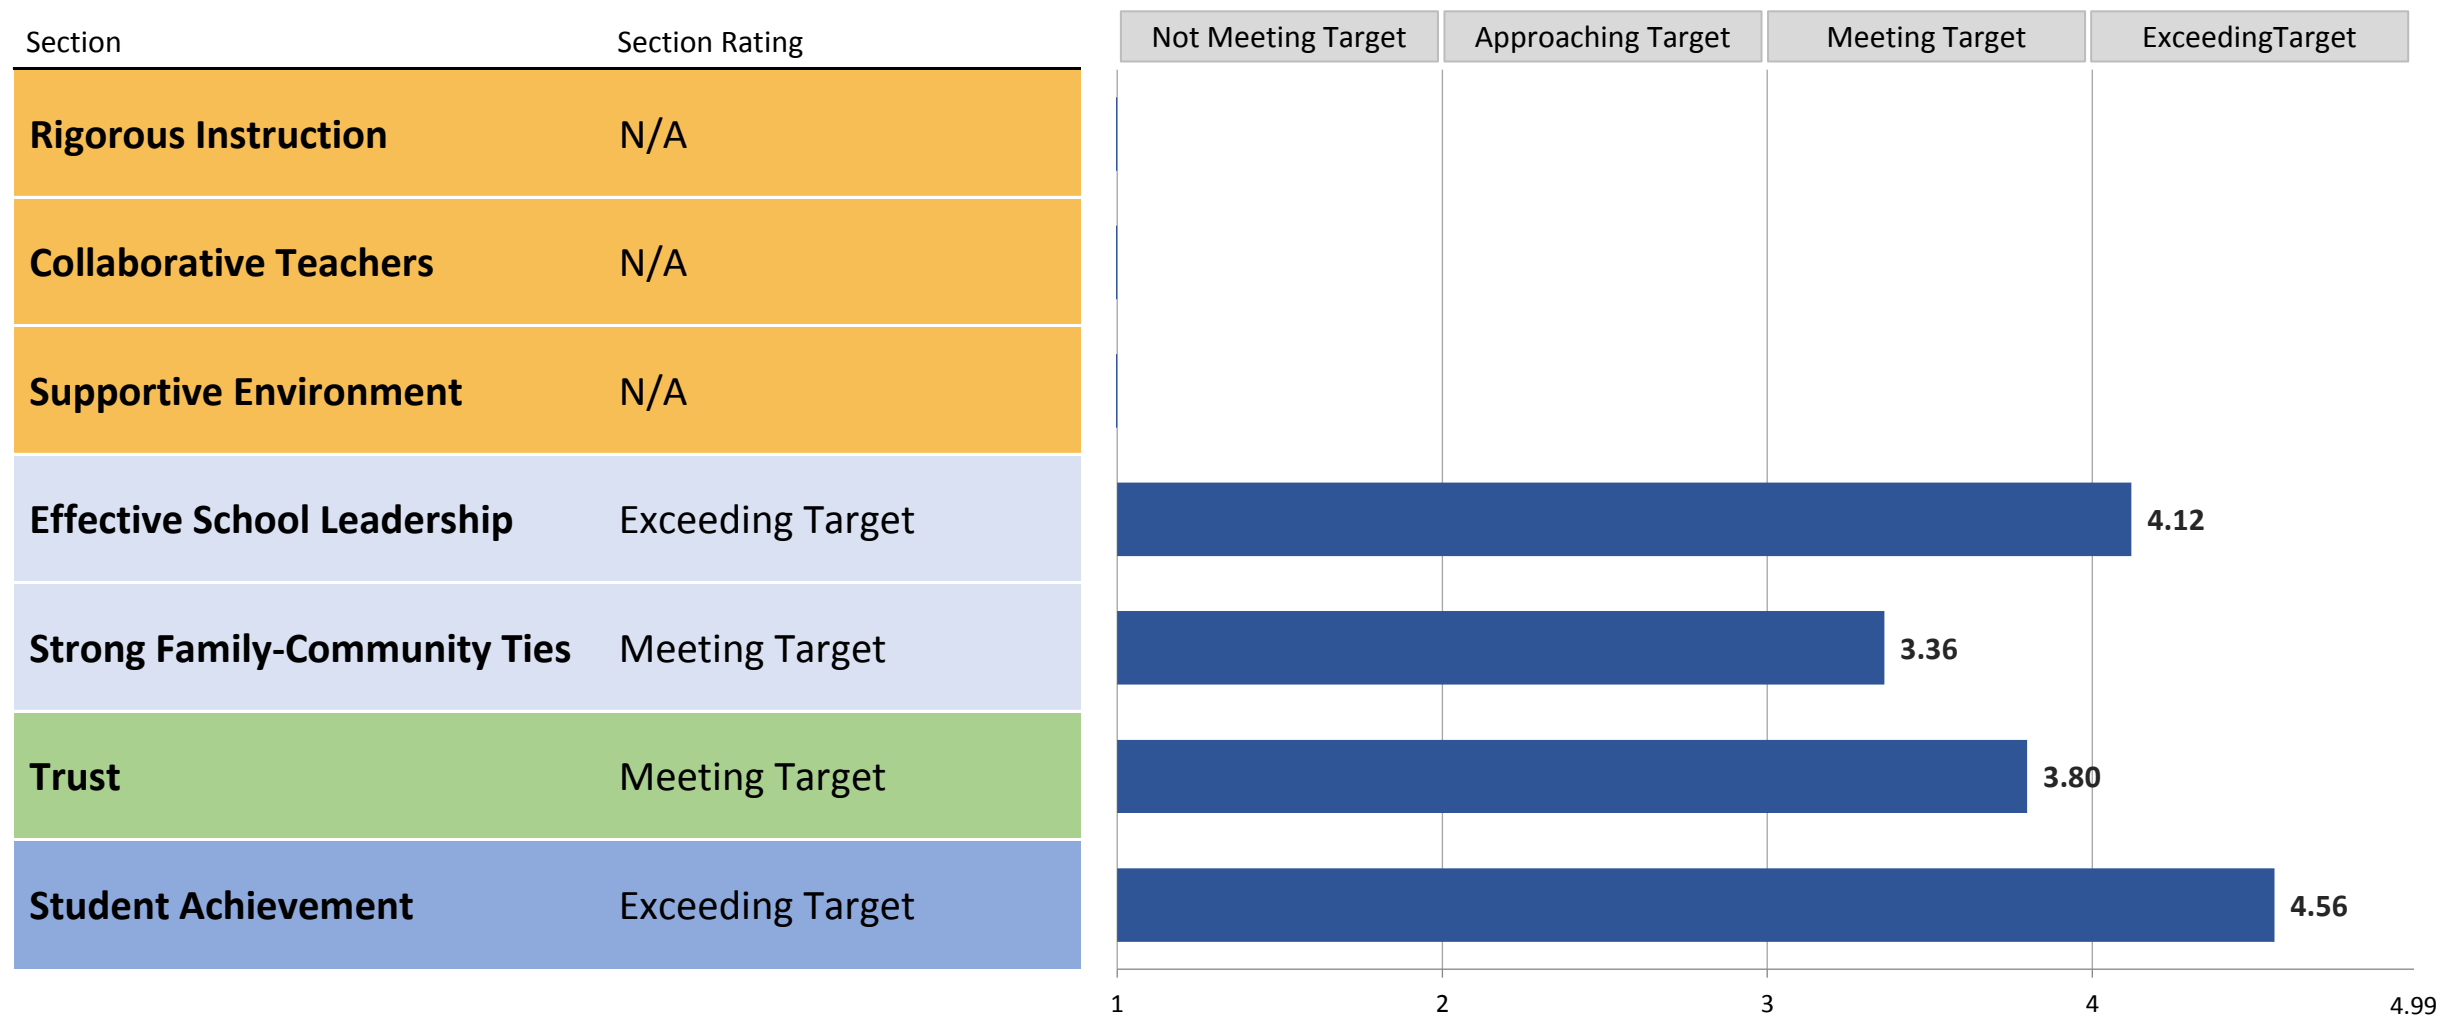 Section Section Rating Not Meeting Target Approaching Target Meeting Target ExceedingTarget
Rigorous Instruction N/A
Collaborative Teachers N/A
Supportive Environment N/A
Effective School Leadership Exceeding Target 4.12
Strong Family-Community Ties Meeting Target 3.36
Trust Meeting Target 3.80
Student Achievement Exceeding Target 4.56
1 2 3 4 4.99